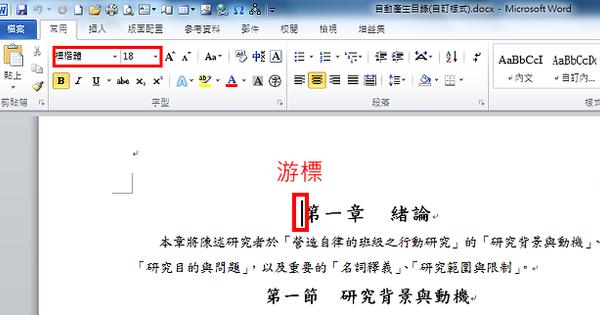 自動產生目錄(自訂樣式).docx - Microsoft Word
檔案 常用 插入 版面配置 參考資料 郵件 校閱 檢視 增益集
標楷體 18
貼上
B I U abc x₂ x² A
AaBbCcI AaBbCcDc
↵內文 ↵自訂內...
剪貼簿 字型 段落
游標
第一章 緒論
本章將陳述研究者於「營造自律的班級之行動研究」的「研究背景與動機」、
「研究目的與問題」，以及重要的「名詞釋義」、「研究範圍與限制」。
第一節 研究背景與動機